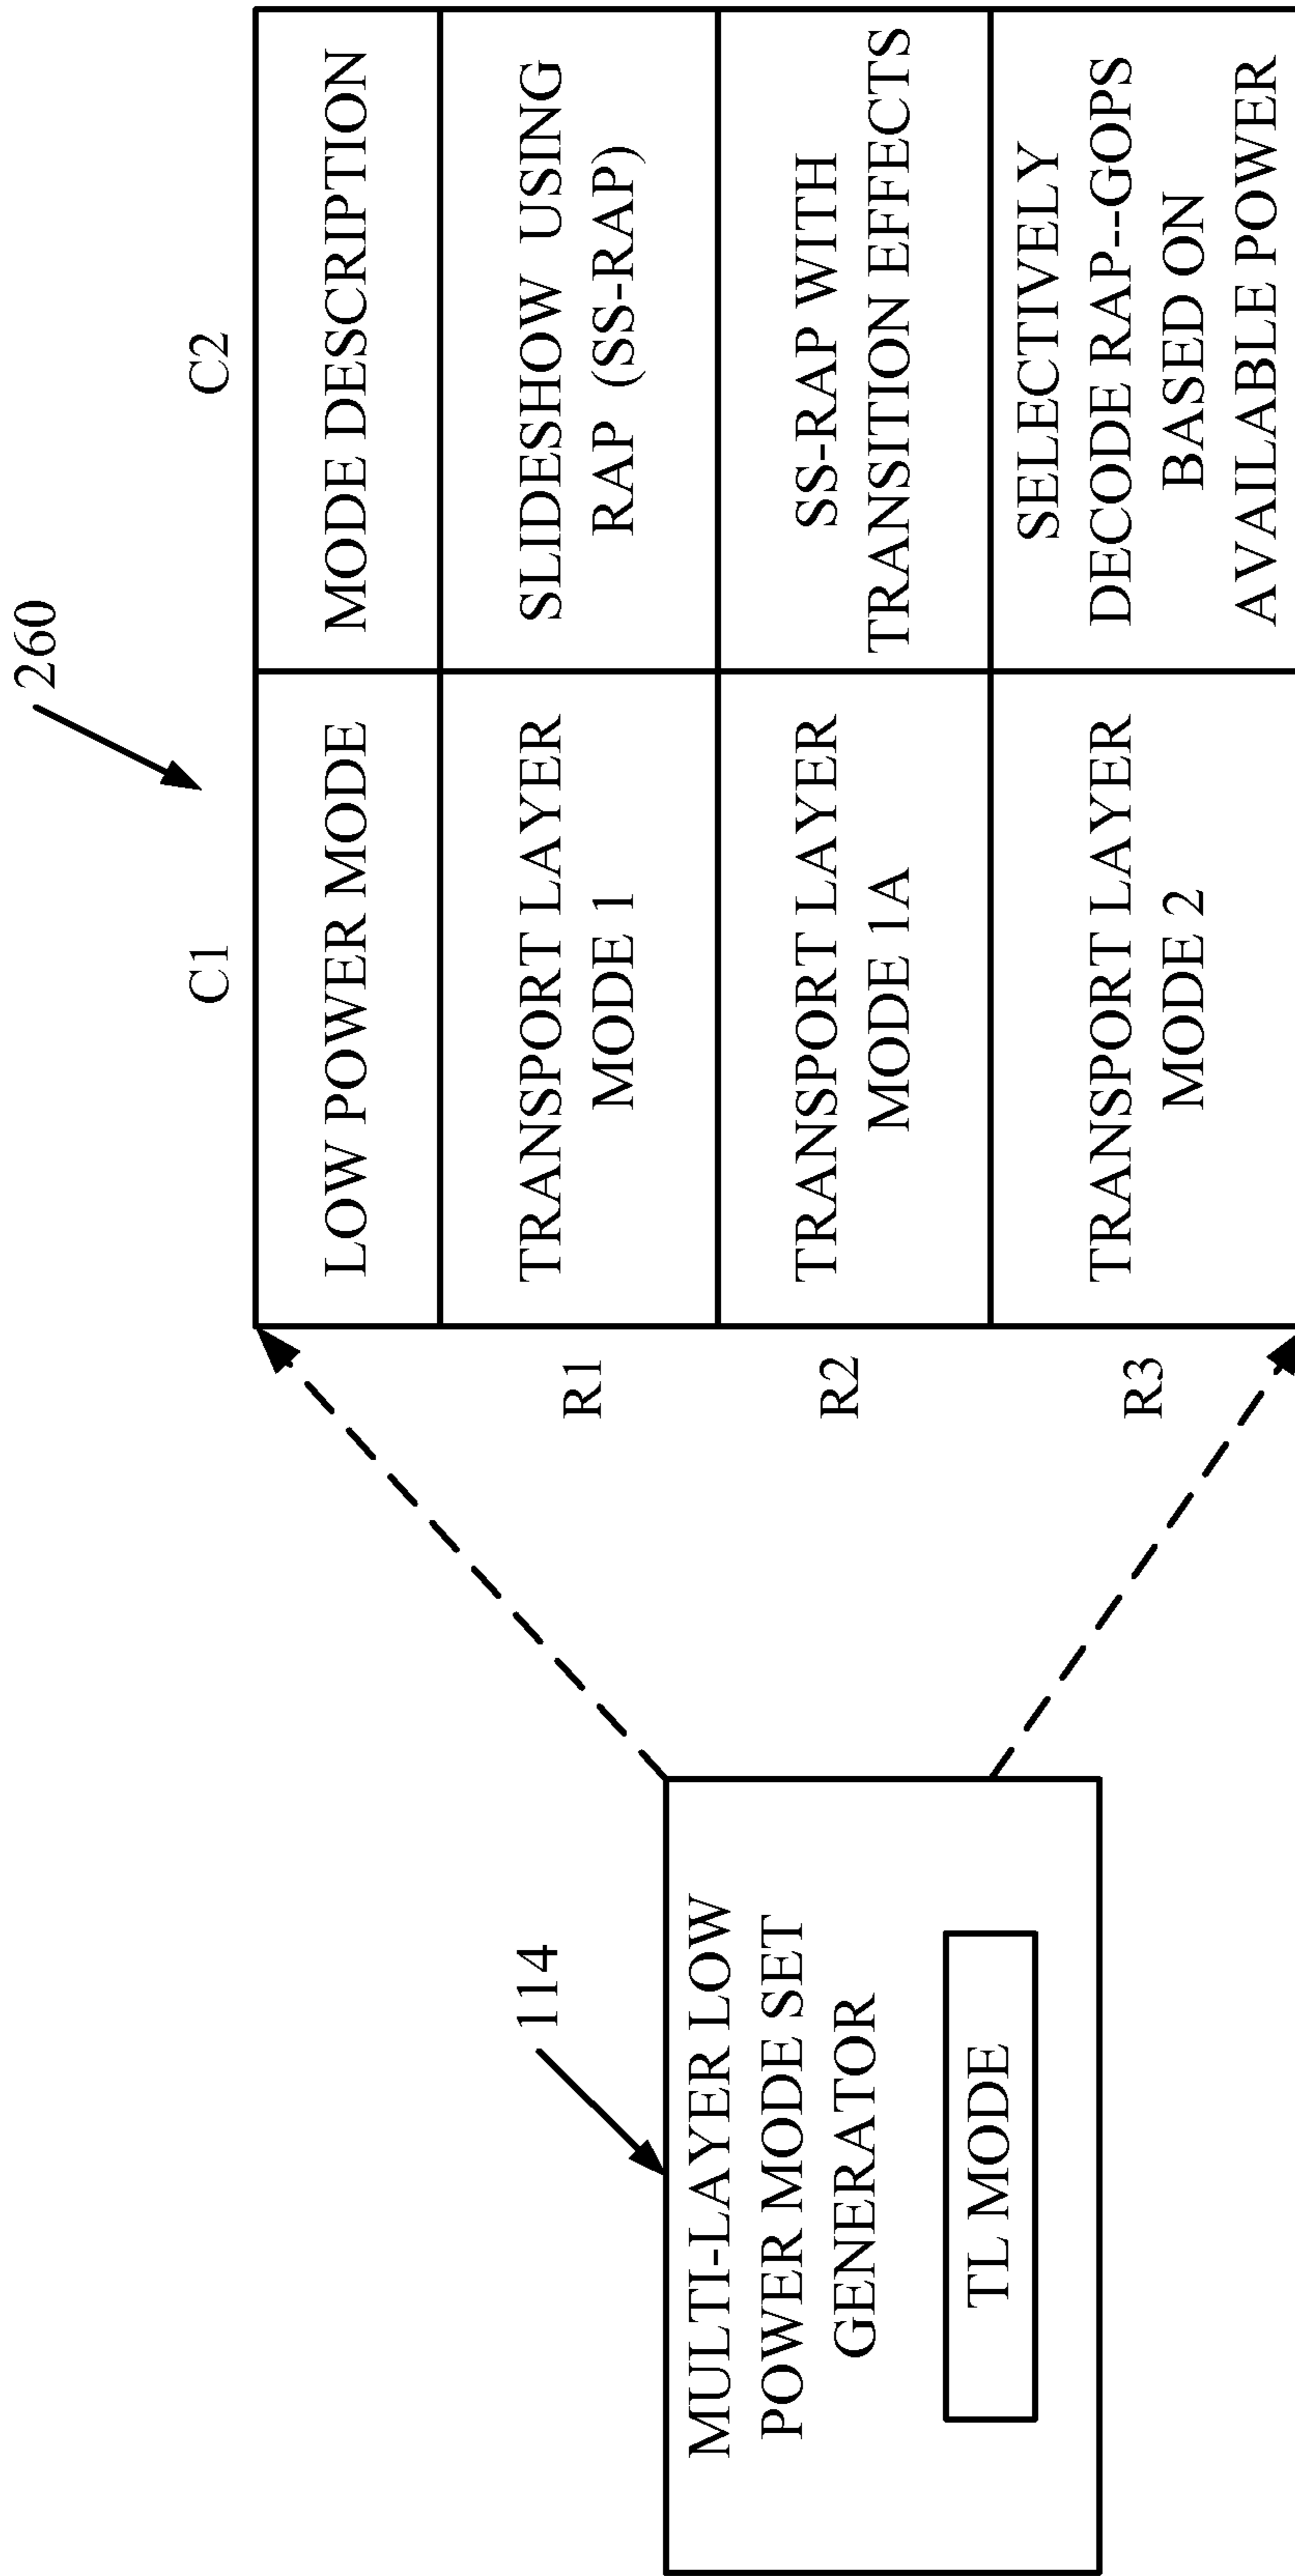 260
C1
C2
LOW POWER MODE
MODE DESCRIPTION
R1
TRANSPORT LAYER
MODE 1
SLIDESHOW USING
RAP (SS-RAP)
R2
TRANSPORT LAYER
MODE 1A
SS-RAP WITH
TRANSITION EFFECTS
R3
TRANSPORT LAYER
MODE 2
SELECTIVELY
DECODE RAP--GOPS
BASED ON
AVAILABLE POWER
114
MULTI-LAYER LOW
POWER MODE SET
GENERATOR
TL MODE